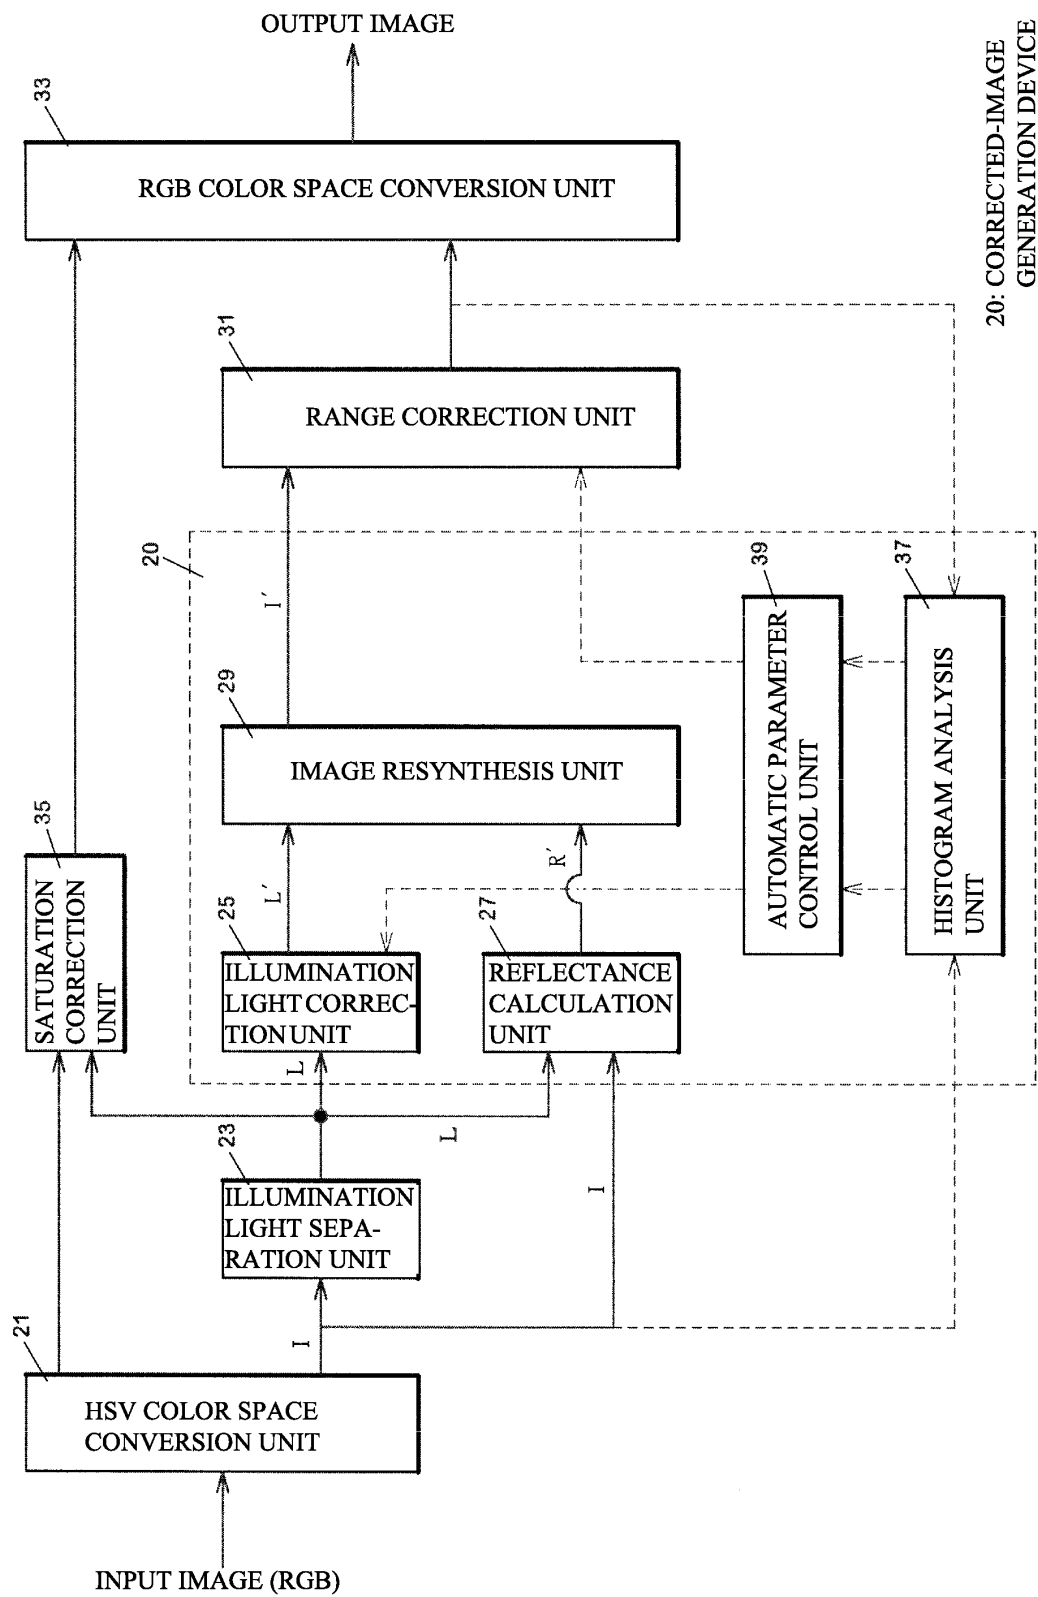 OUTPUT IMAGE
33
RGB COLOR SPACE CONVERSION UNIT
20: CORRECTED-IMAGE
GENERATION DEVICE
31
RANGE CORRECTION UNIT
20
I´
39
AUTOMATIC PARAMETER
CONTROL UNIT
37
HISTOGRAM ANALYSIS
UNIT
29
IMAGE RESYNTHESIS UNIT
35
SATURATION
CORRECTION
UNIT
L´
R´
25
ILLUMINATION
LIGHT CORREC-
TION UNIT
27
REFLECTANCE
CALCULATION
UNIT
L
L
23
ILLUMINATION
LIGHT SEPA-
RATION UNIT
I
I
21
HSV COLOR SPACE
CONVERSION UNIT
INPUT IMAGE (RGB)